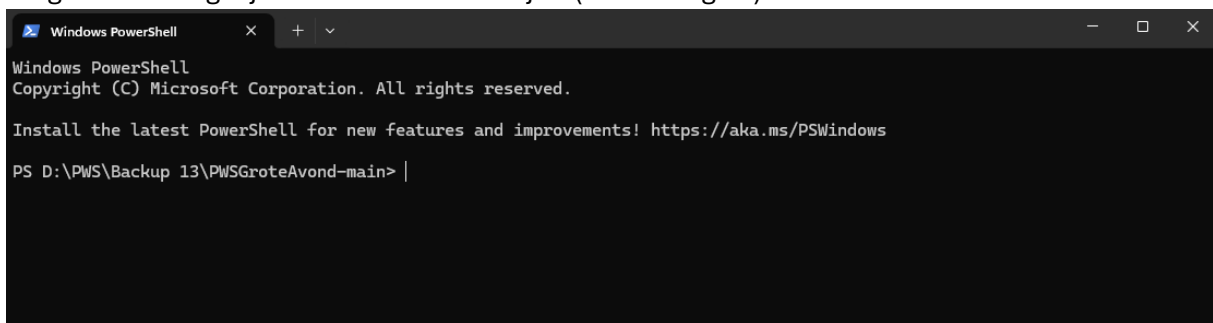 Windows PowerShell
Windows PowerShell
Copyright (C) Microsoft Corporation. All rights reserved.
Install the latest PowerShell for new features and improvements! https://aka.ms/PSWindows
PS D:\PWS\Backup 13\PWSGroteAvond-main>